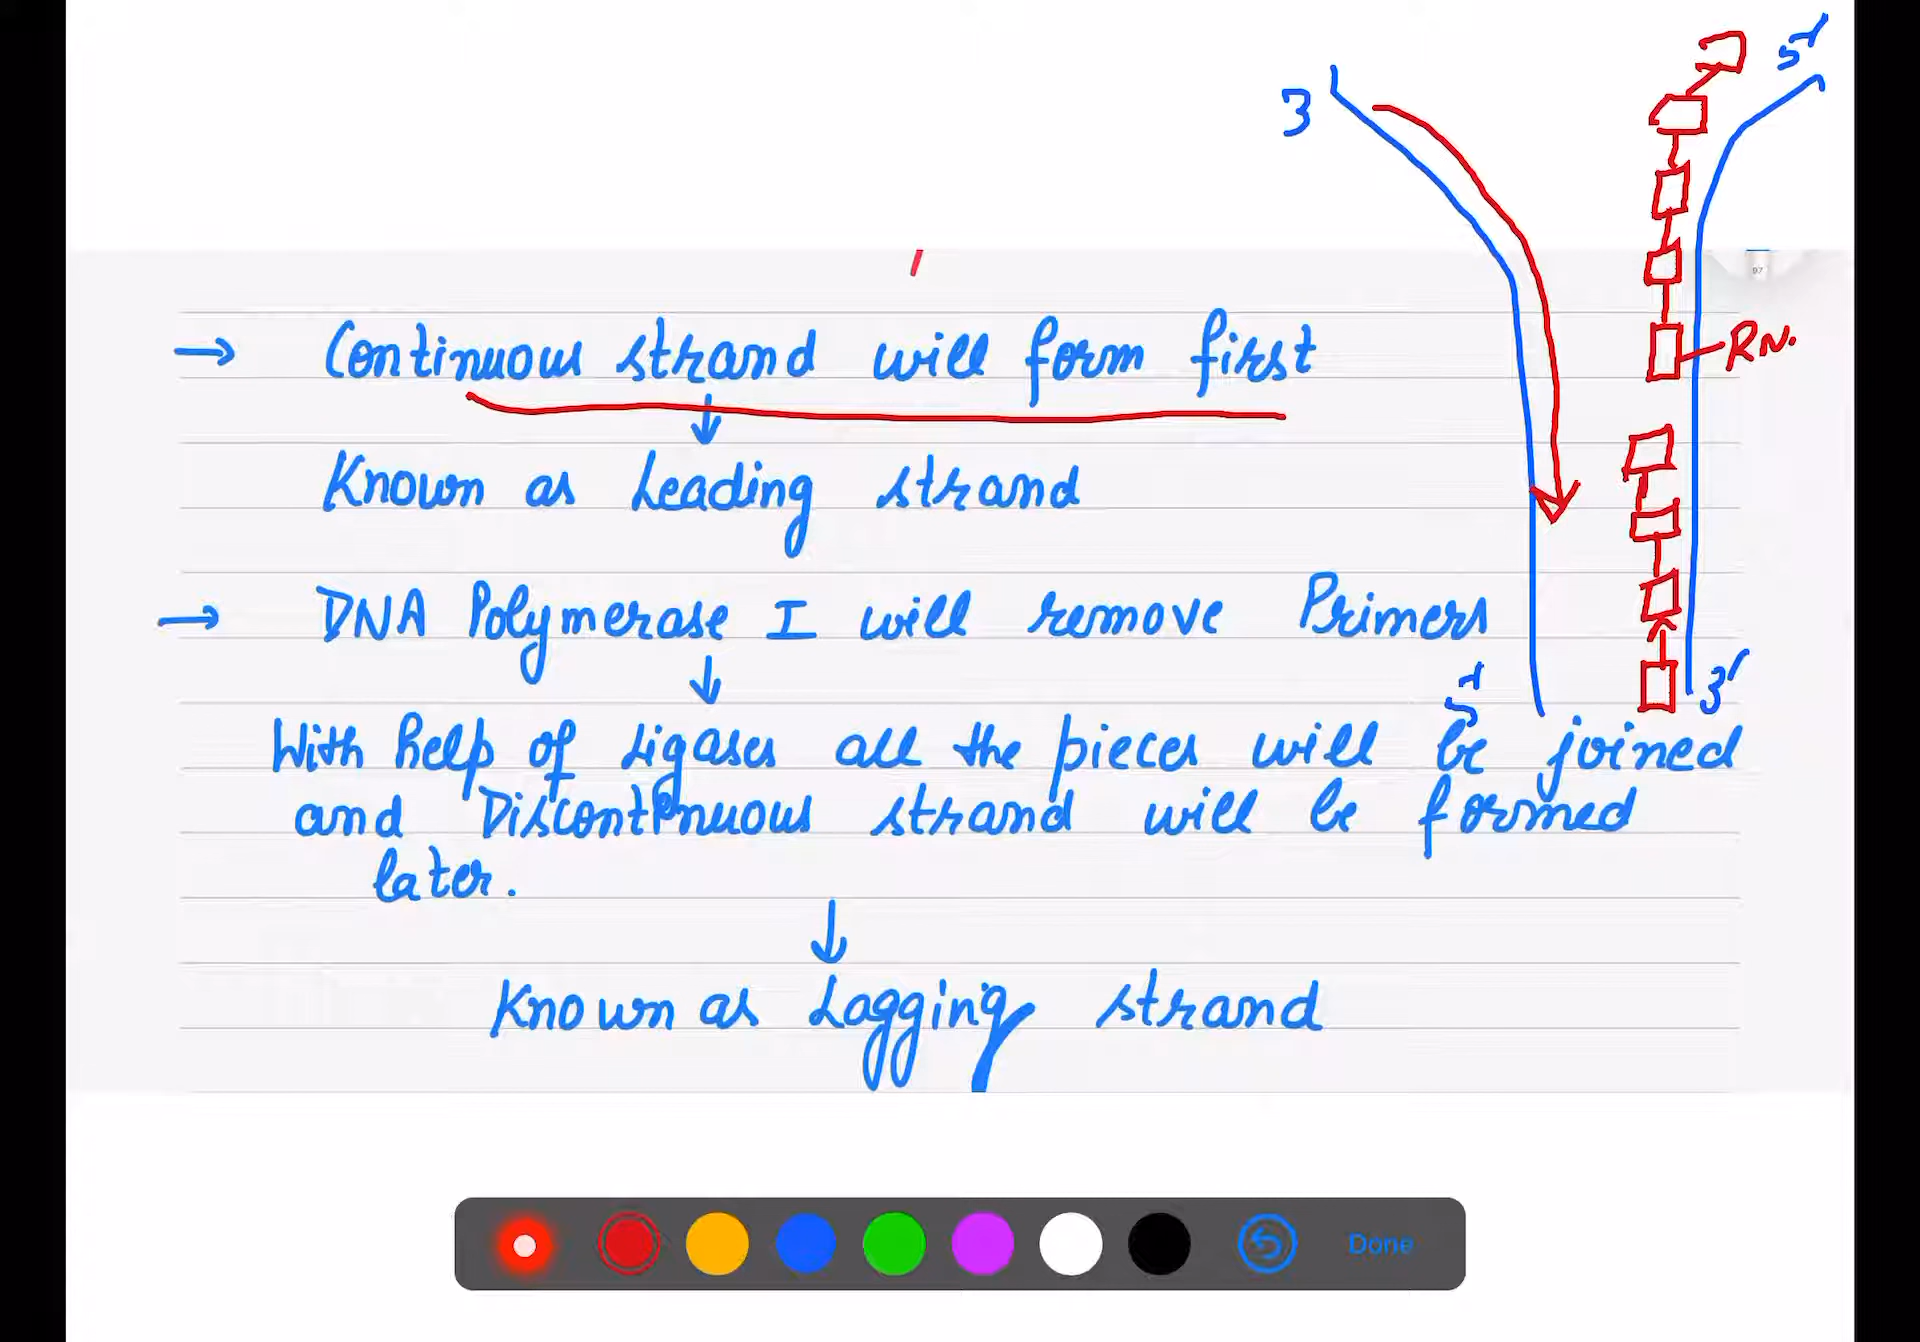 3
5'
97
→ Continuous strand will form first
RN.
↓
Known as Leading strand
→ DNA Polymerase I will remove Primers
↓
5'
3'
With help of Ligases all the pieces will be joined
and Discontinuous strand will be formed
later.
↓
Known as Lagging strand
Done